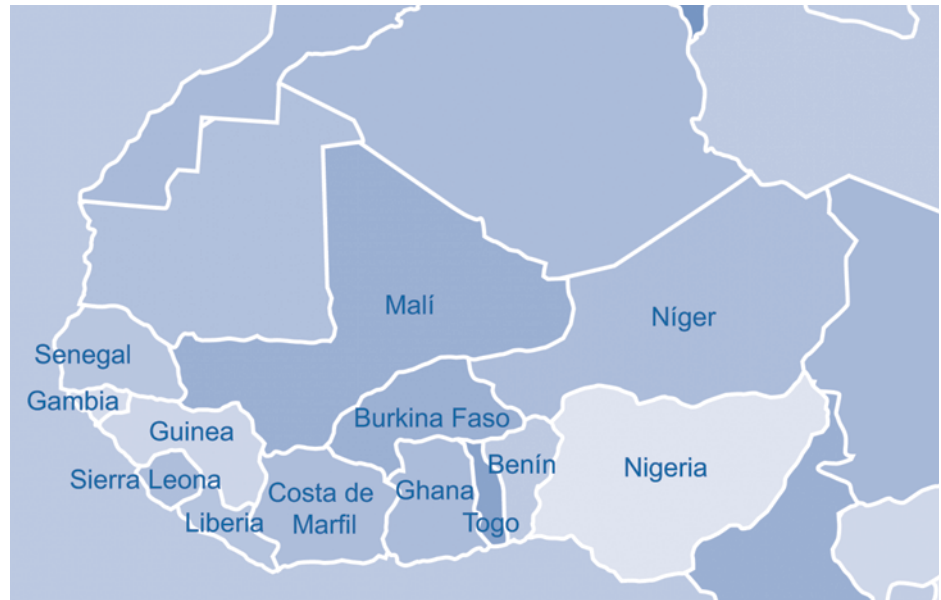 Malí
Níger
Senegal
Gambia
Burkina Faso
Guinea
Benín
Nigeria
Sierra Leona
Costa de
Marfil
Ghana
Liberia
Togo